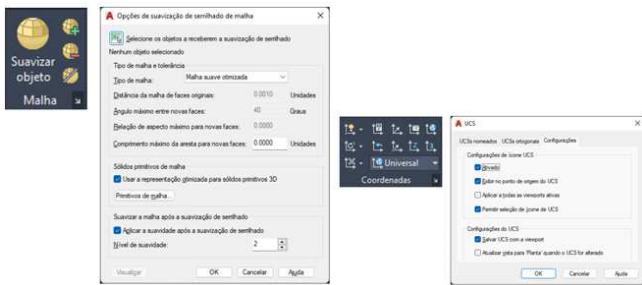 Suavizar
objeto
Malha
Opções de suavização de serrilhado de malha
Selecione os objetos a receberem a suavização de serrilhado
Nenhum objeto selecionado
Tipo de malha e tolerância
Tipo de malha: Malha suave otimizada
Distância da malha de faces originais: 0.0010 Unidades
Ângulo máximo entre novas faces: 40 Graus
Relação de aspecto máximo para novas faces: 0.0000
Comprimento máximo da aresta para novas faces: 0.0000 Unidades
Sólidos primitivos de malha
Usar a representação otimizada para sólidos primitivos 3D
Primitivos de malha...
Suavizar a malha após a suavização de serrilhado
Aplicar a suavidade após a suavização de serrilhado
Nível de suavidade: 2
Visualizar OK Cancelar Ajuda
Universal
Coordenadas
UCS
UCSs nomeados UCSs ortogonais Configurações
Configurações de ícone UCS
Ativado
Exibir no ponto de origem do UCS
Aplicar a todas as viewports ativas
Permitir seleção de ícone de UCS
Configurações do UCS
Salvar UCS com a viewport
Atualizar vista para 'Planta' quando o UCS for alterado
OK Cancelar Ajuda